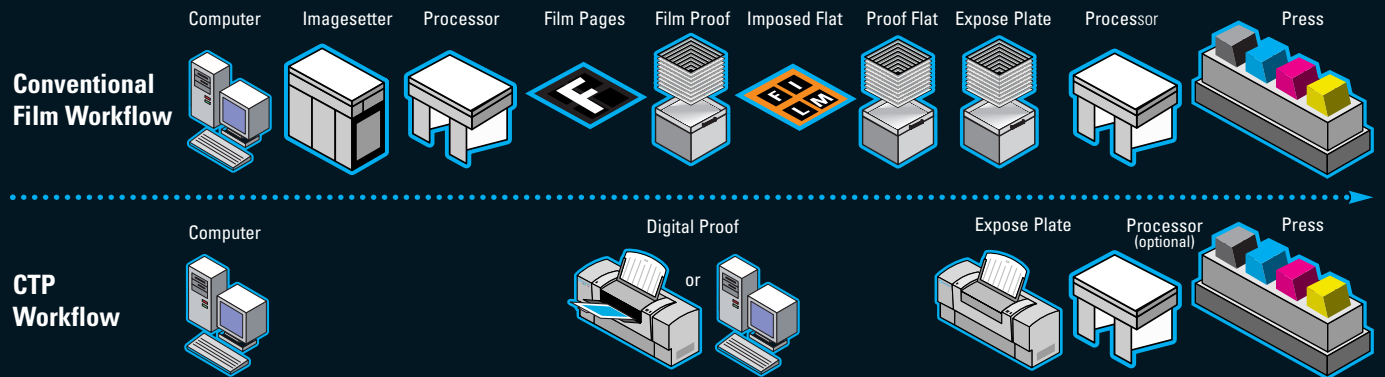 Computer Imagesetter Processor Film Pages Film Proof Imposed Flat Proof Flat Expose Plate Processor Press
Conventional
Film Workflow
F
F I
L M
Computer Digital Proof Expose Plate Processor Press
(optional)
or
CTP
Workflow